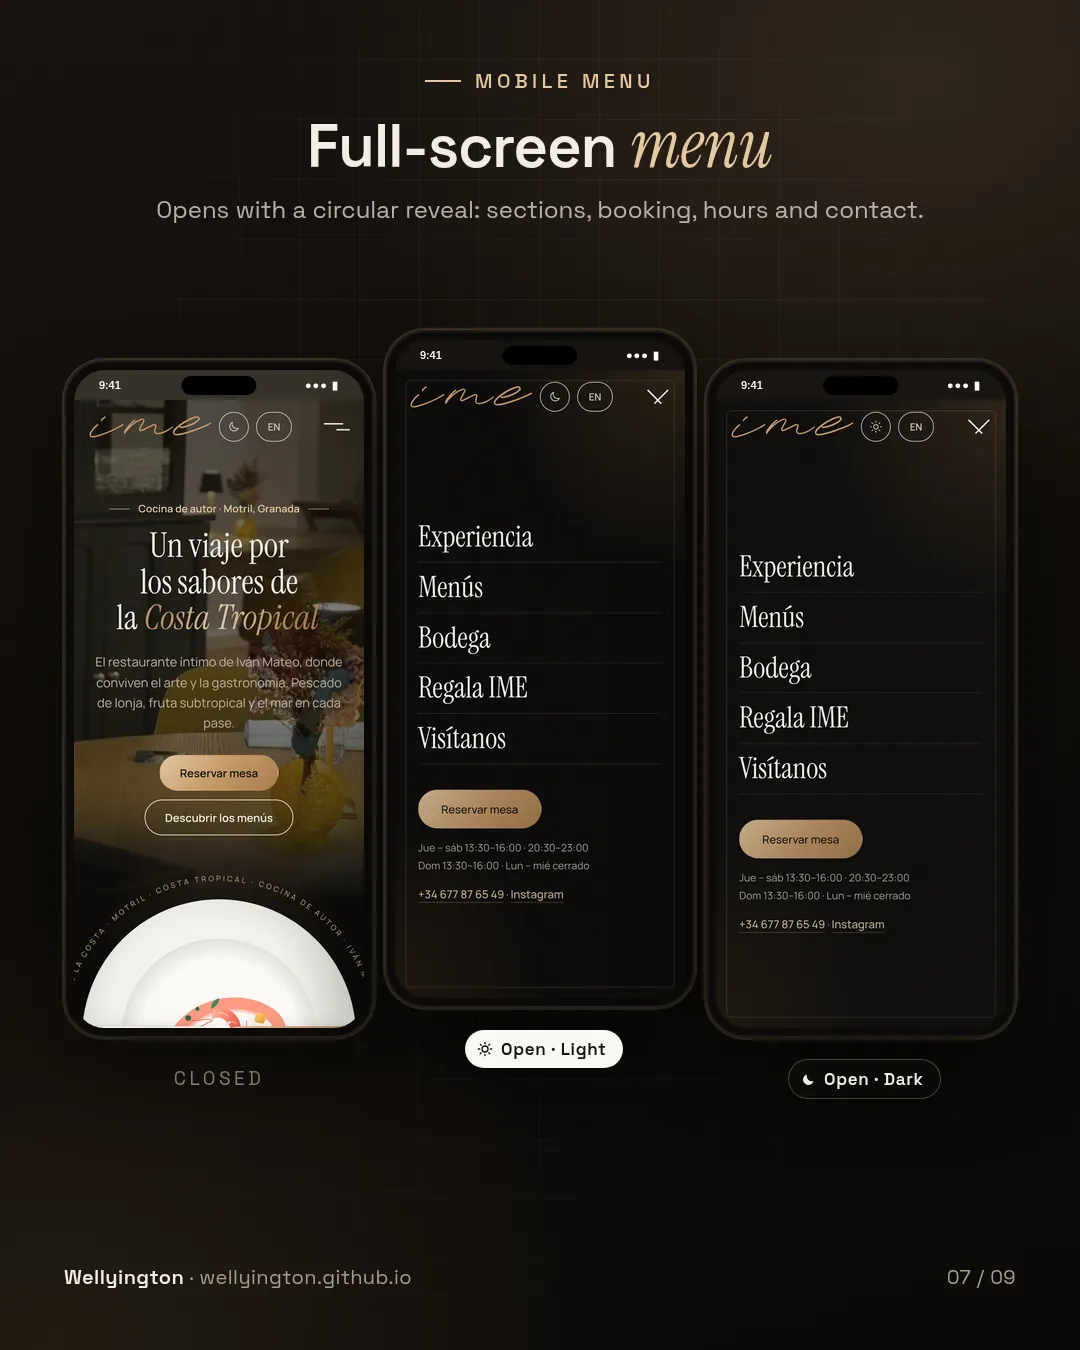 MOBILE MENU
Full-screen menu
Opens with a circular reveal: sections, booking, hours and contact.
9:41
ime
EN
Cocina de autor · Motril, Granada
Un viaje por
los sabores de
la Costa Tropical
El restaurante íntimo de Iván Mateo, donde
conviven el arte y la gastronomía. Pescado
de lonja, fruta subtropical y el mar en cada
pase.
Reservar mesa
Descubrir los menús
LA COSTA · MOTRIL · COSTA TROPICAL · COCINA DE AUTOR · IVÁN
CLOSED
9:41
ime
EN
Experiencia
Menús
Bodega
Regala IME
Visítanos
Reservar mesa
Jue – sáb 13:30–16:00 · 20:30–23:00
Dom 13:30–16:00 · Lun – mié cerrado
+34 677 87 65 49 · Instagram
Open · Light
9:41
ime
EN
Experiencia
Menús
Bodega
Regala IME
Visítanos
Reservar mesa
Jue – sáb 13:30–16:00 · 20:30–23:00
Dom 13:30–16:00 · Lun – mié cerrado
+34 677 87 65 49 · Instagram
Open · Dark
Wellyington · wellyington.github.io
07 / 09